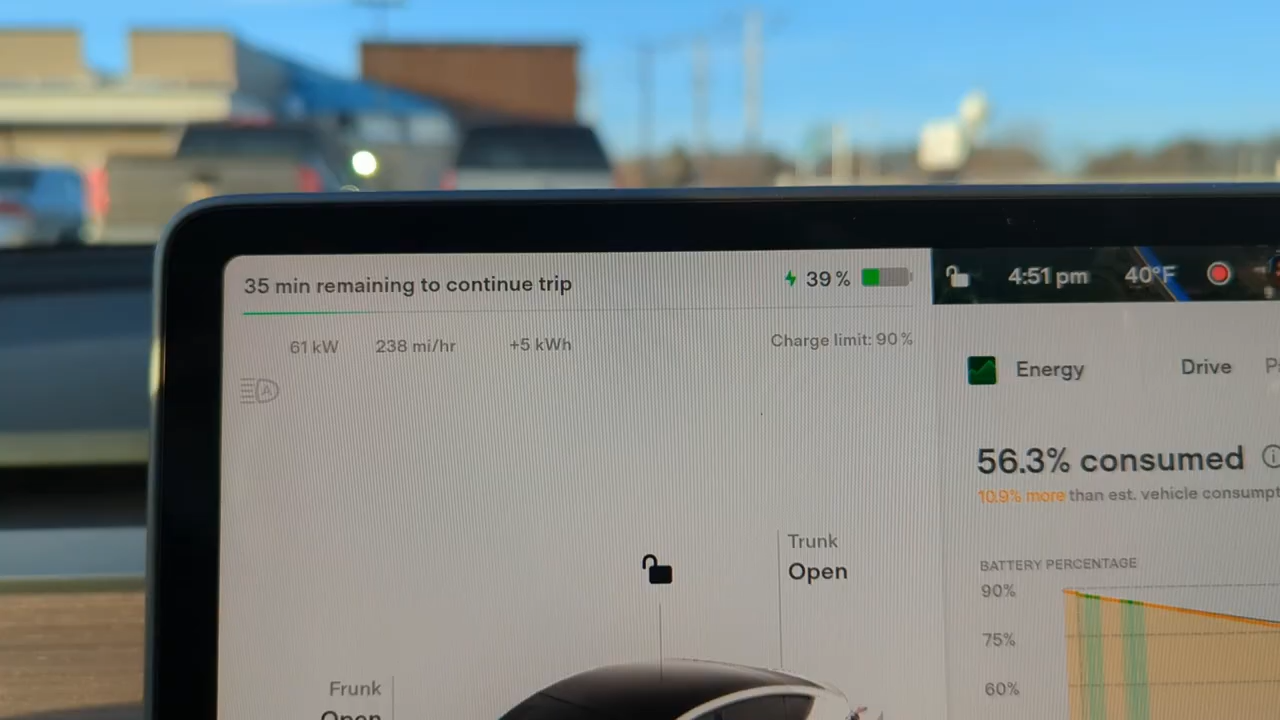 35 min remaining to continue trip
39 %
4:51 pm
40°F
61 kW
238 mi/hr
+5 kWh
Charge limit: 90 %
A
Energy
Drive
56.3% consumed
10.9% more than est. vehicle consumpt
BATTERY PERCENTAGE
90%
75%
60%
Trunk
Open
Frunk
Open